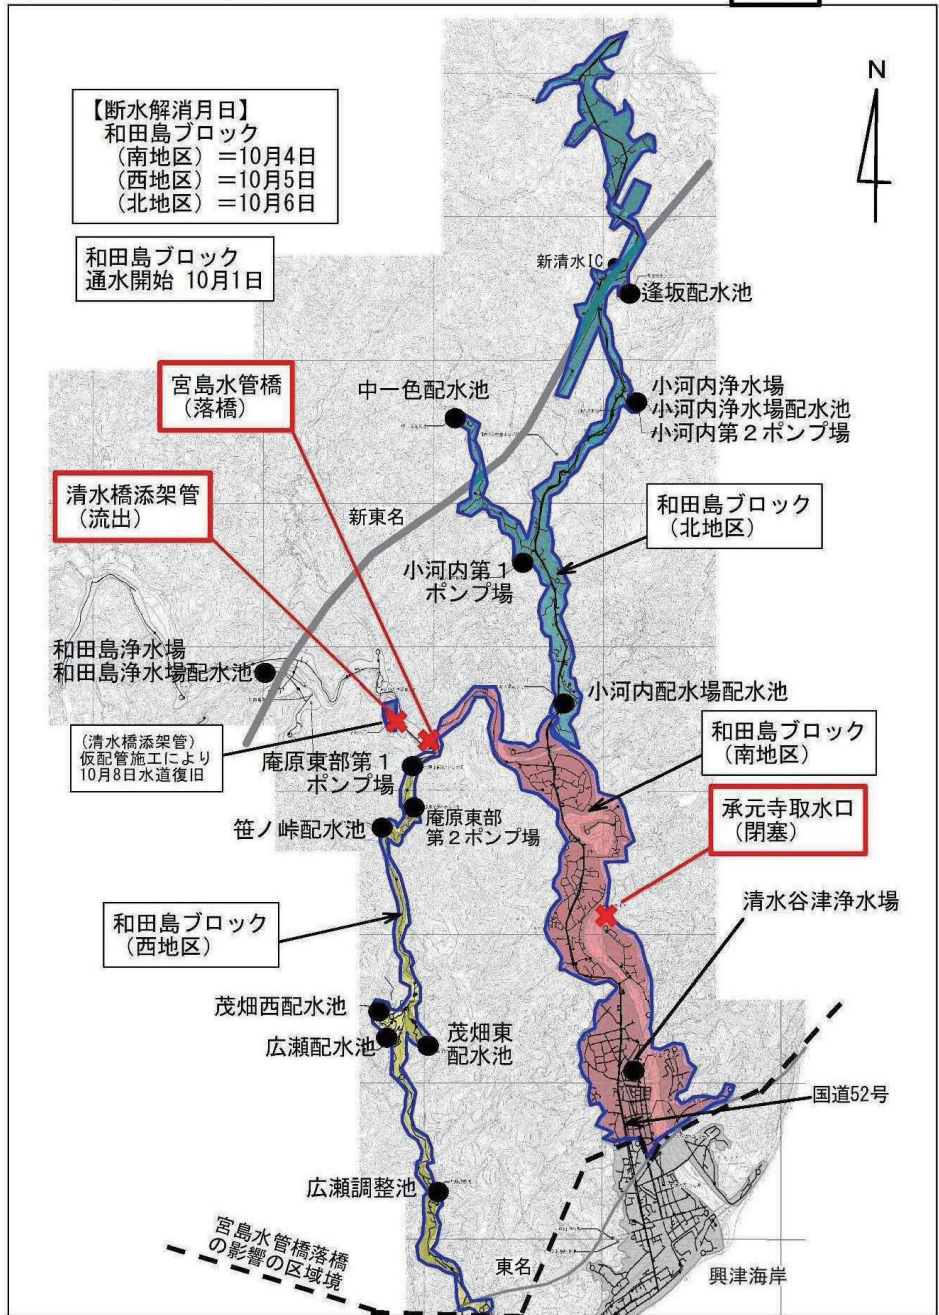 N
【断水解消月日】
和田島ブロック
(南地区) =10月4日
(西地区) =10月5日
(北地区) =10月6日
和田島ブロック
通水開始 10月1日
新清水IC
逢坂配水池
宮島水管橋
(落橋)
中一色配水池
小河内浄水場
小河内浄水場配水池
小河内第2ポンプ場
清水橋添架管
(流出)
新東名
和田島ブロック
(北地区)
小河内第1
ポンプ場
和田島浄水場
和田島浄水場配水池
小河内配水場配水池
(清水橋添架管)
仮配管施工により
10月8日水道復旧
庵原東部第1
ポンプ場
和田島ブロック
(南地区)
笹ノ峠配水池
庵原東部
第2ポンプ場
承元寺取水口
(閉塞)
和田島ブロック
(西地区)
清水谷津浄水場
茂畑西配水池
広瀬配水池
茂畑東
配水池
国道52号
広瀬調整池
宮島水管橋落橋
の影響の区域境
東名
興津海岸